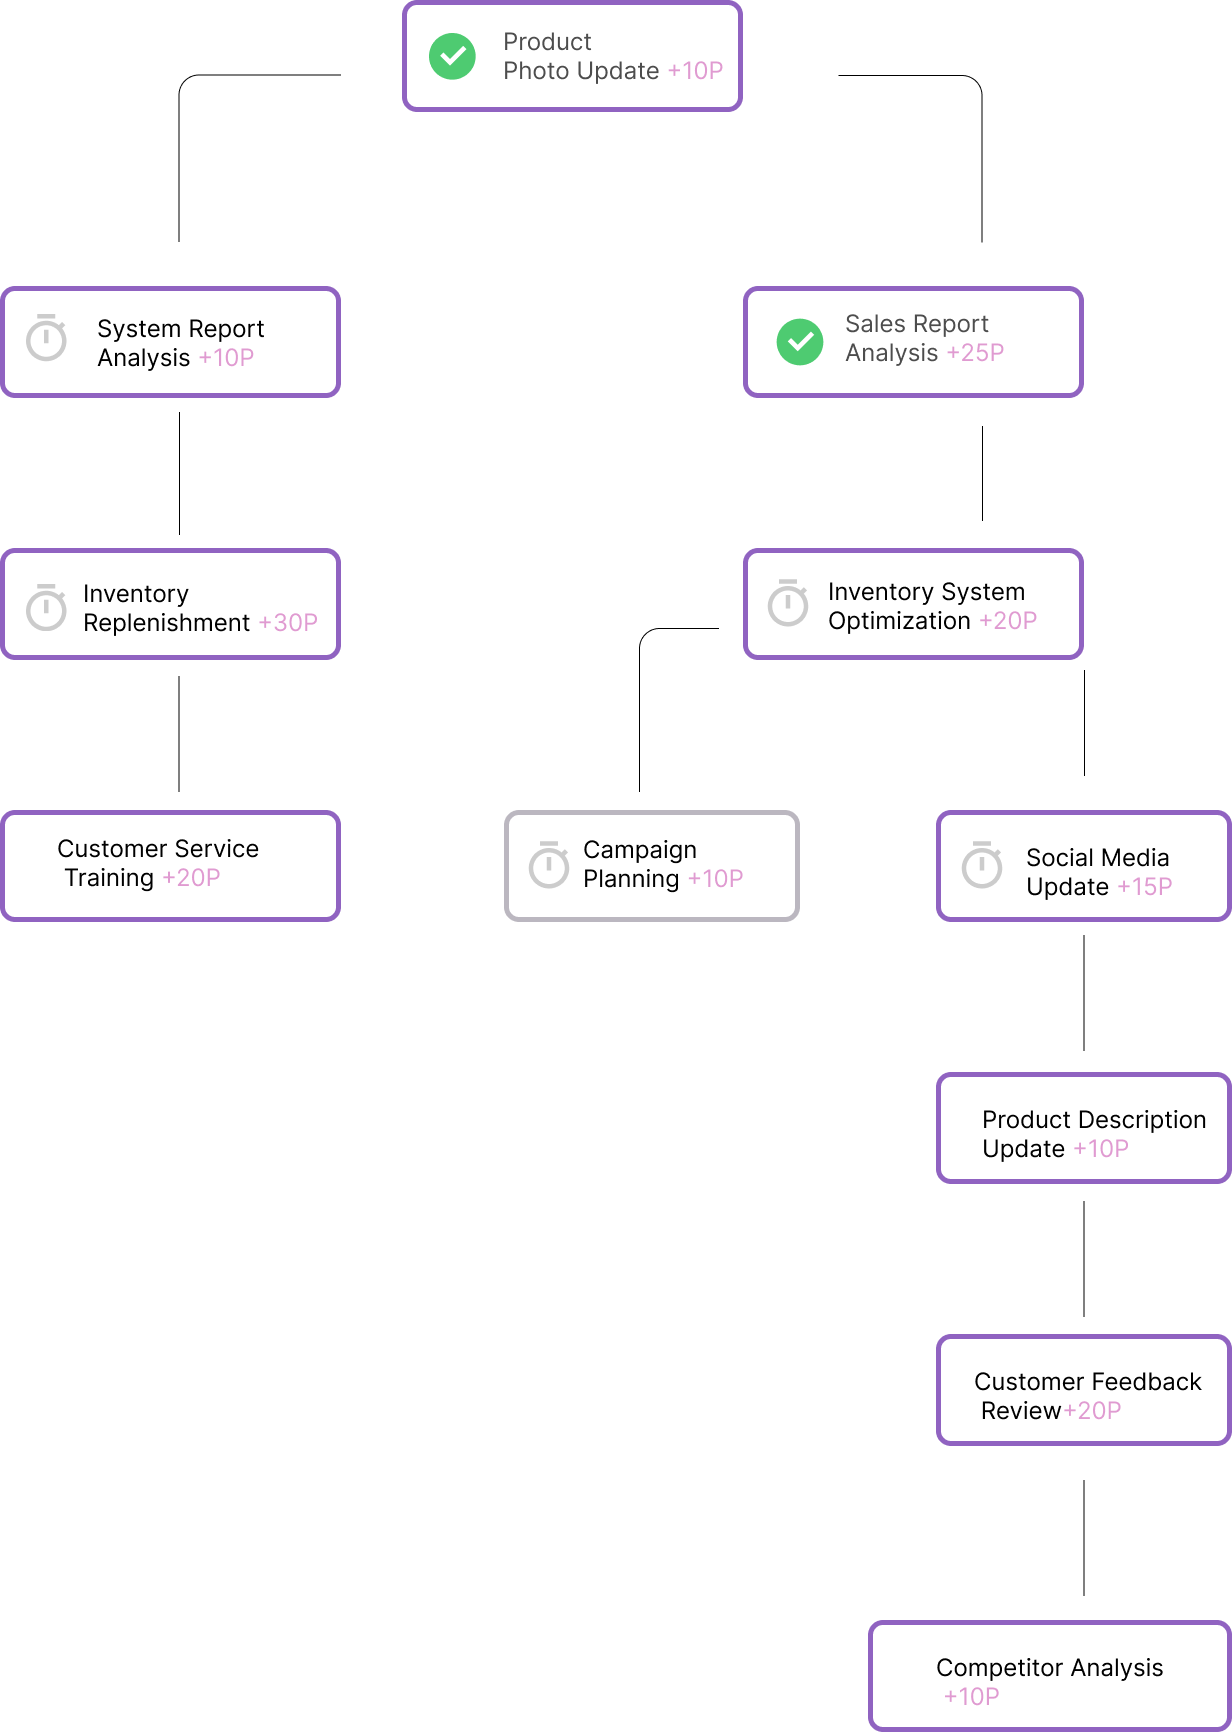 Product
Photo Update +10P
System Report
Analysis +10P
Sales Report
Analysis +25P
Inventory
Replenishment +30P
Inventory System
Optimization +20P
Customer Service
Training +20P
Campaign
Planning +10P
Social Media
Update +15P
Product Description
Update +10P
Customer Feedback
Review+20P
Competitor Analysis
+10P